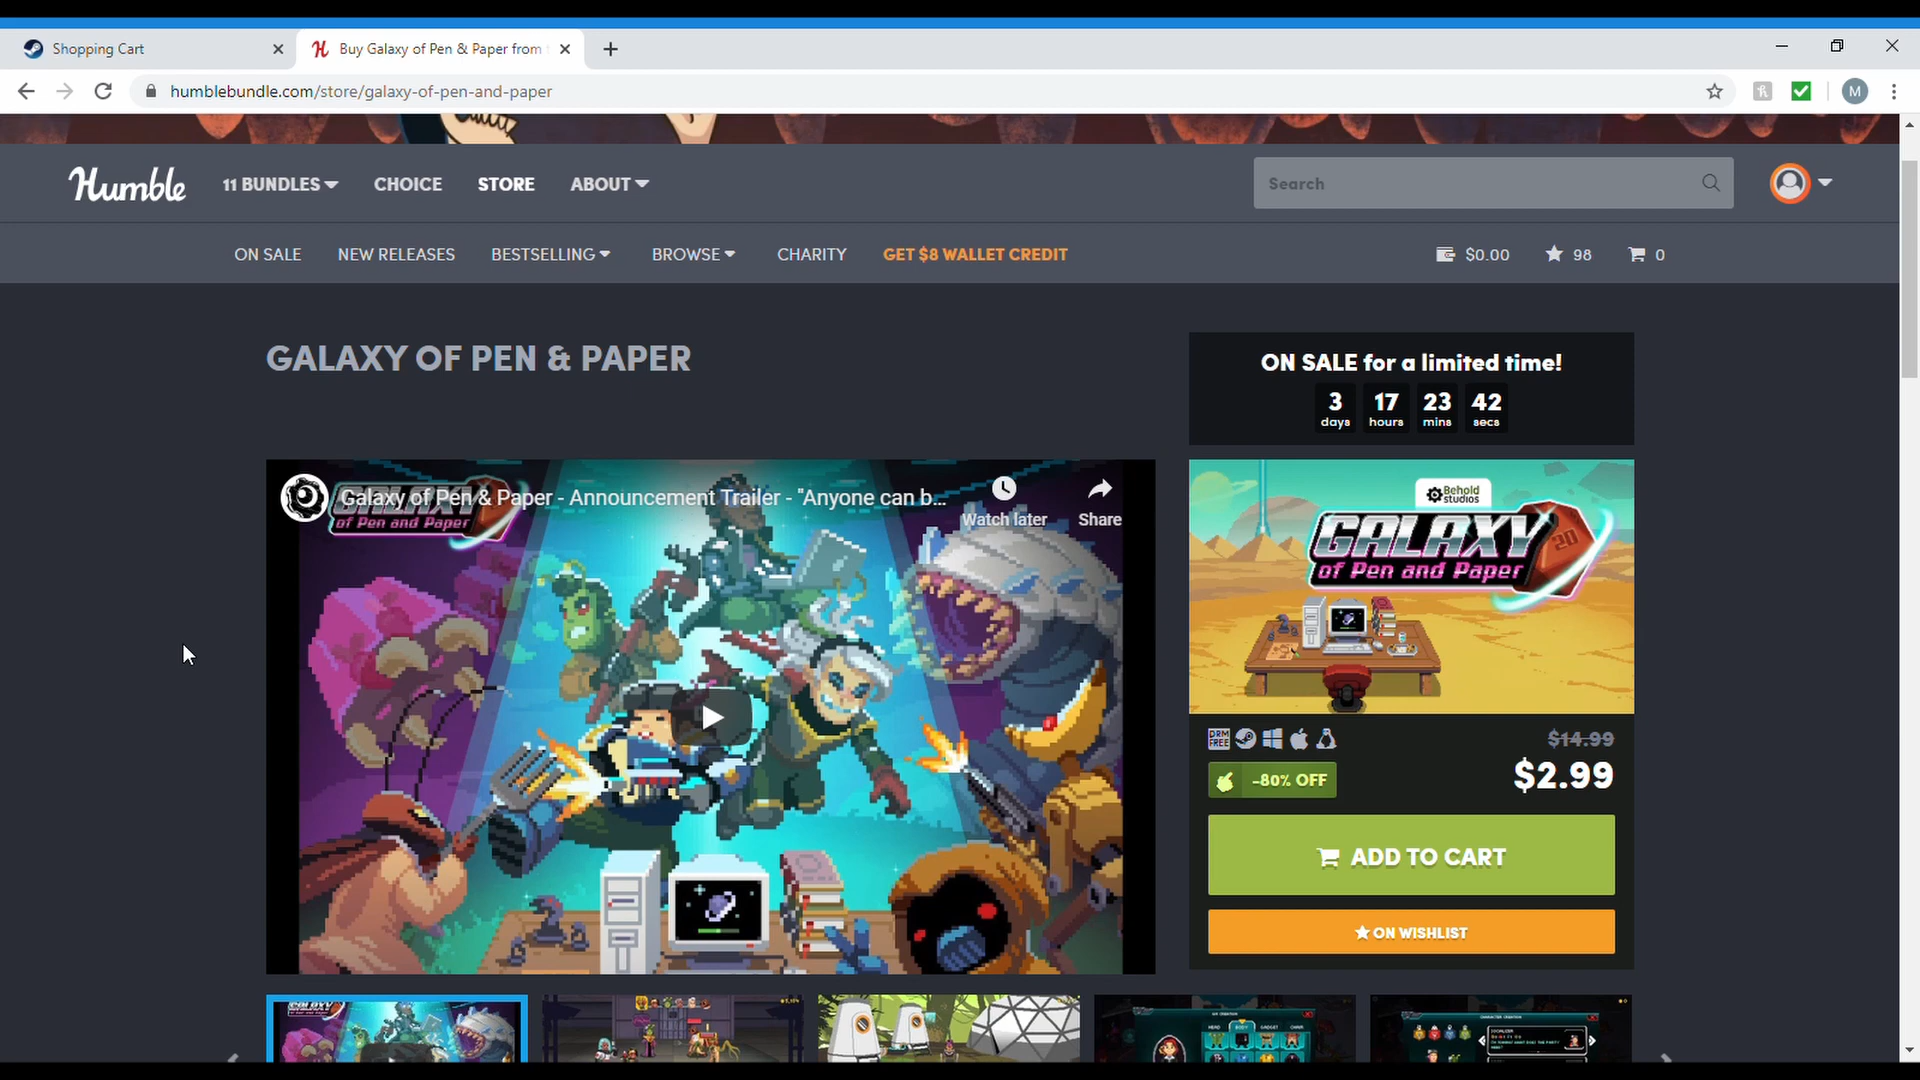 Shopping Cart
Buy Galaxy of Pen & Paper from
humblebundle.com/store/galaxy-of-pen-and-paper
M
Humble
11 BUNDLES
CHOICE
STORE
ABOUT
Search
ON SALE
NEW RELEASES
BESTSELLING
BROWSE
CHARITY
GET $8 WALLET CREDIT
$0.00
98
0
GALAXY OF PEN & PAPER
ON SALE for a limited time!
3 17 23 42
days hours mins secs
Galaxy of Pen & Paper - Announcement Trailer - "Anyone can b...
Watch later
Share
GALAXY
of Pen and Paper
Behold Studios
GALAXY
20
of Pen and Paper
DRM FREE
$14.99
-80% OFF
$2.99
ADD TO CART
ON WISHLIST
GALAXY